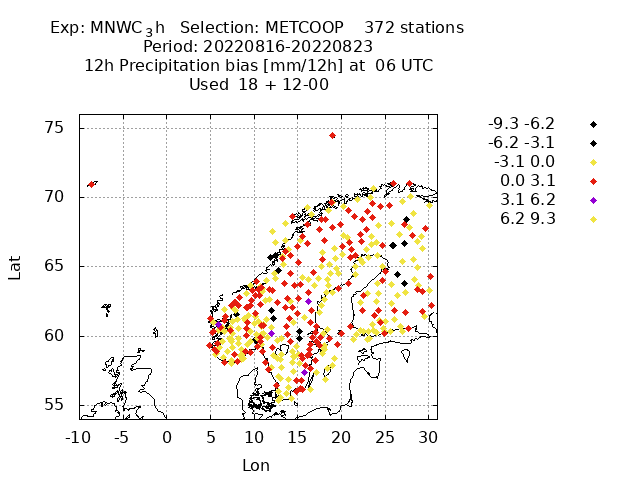 Exp: MNWC₃h Selection: METCOOP 372 stations
Period: 20220816-20220823
12h Precipitation bias [mm/12h] at 06 UTC
Used 18 + 12-00
-9.3 -6.2
-6.2 -3.1
-3.1 0.0
0.0 3.1
3.1 6.2
6.2 9.3
75
70
65
60
55
Lat
-10 -5 0 5 10 15 20 25 30
Lon